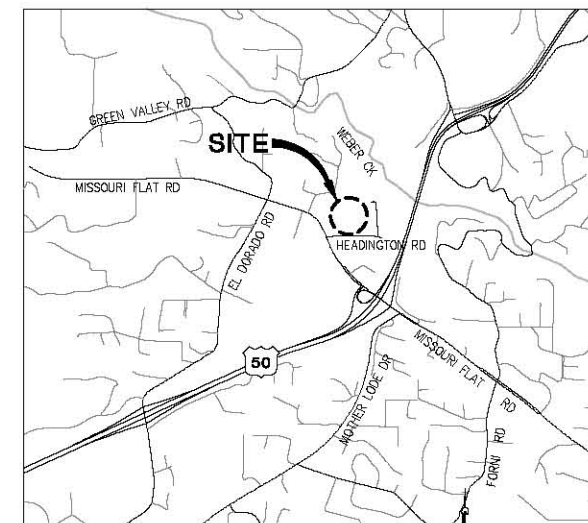 GREEN VALLEY RD
SITE
WEBER CK
MISSOURI FLAT RD
HEADINGTON RD
EL DORADO RD
50
MISSOURI FLAT RD
MOTHER LODE DR
FORNI RD